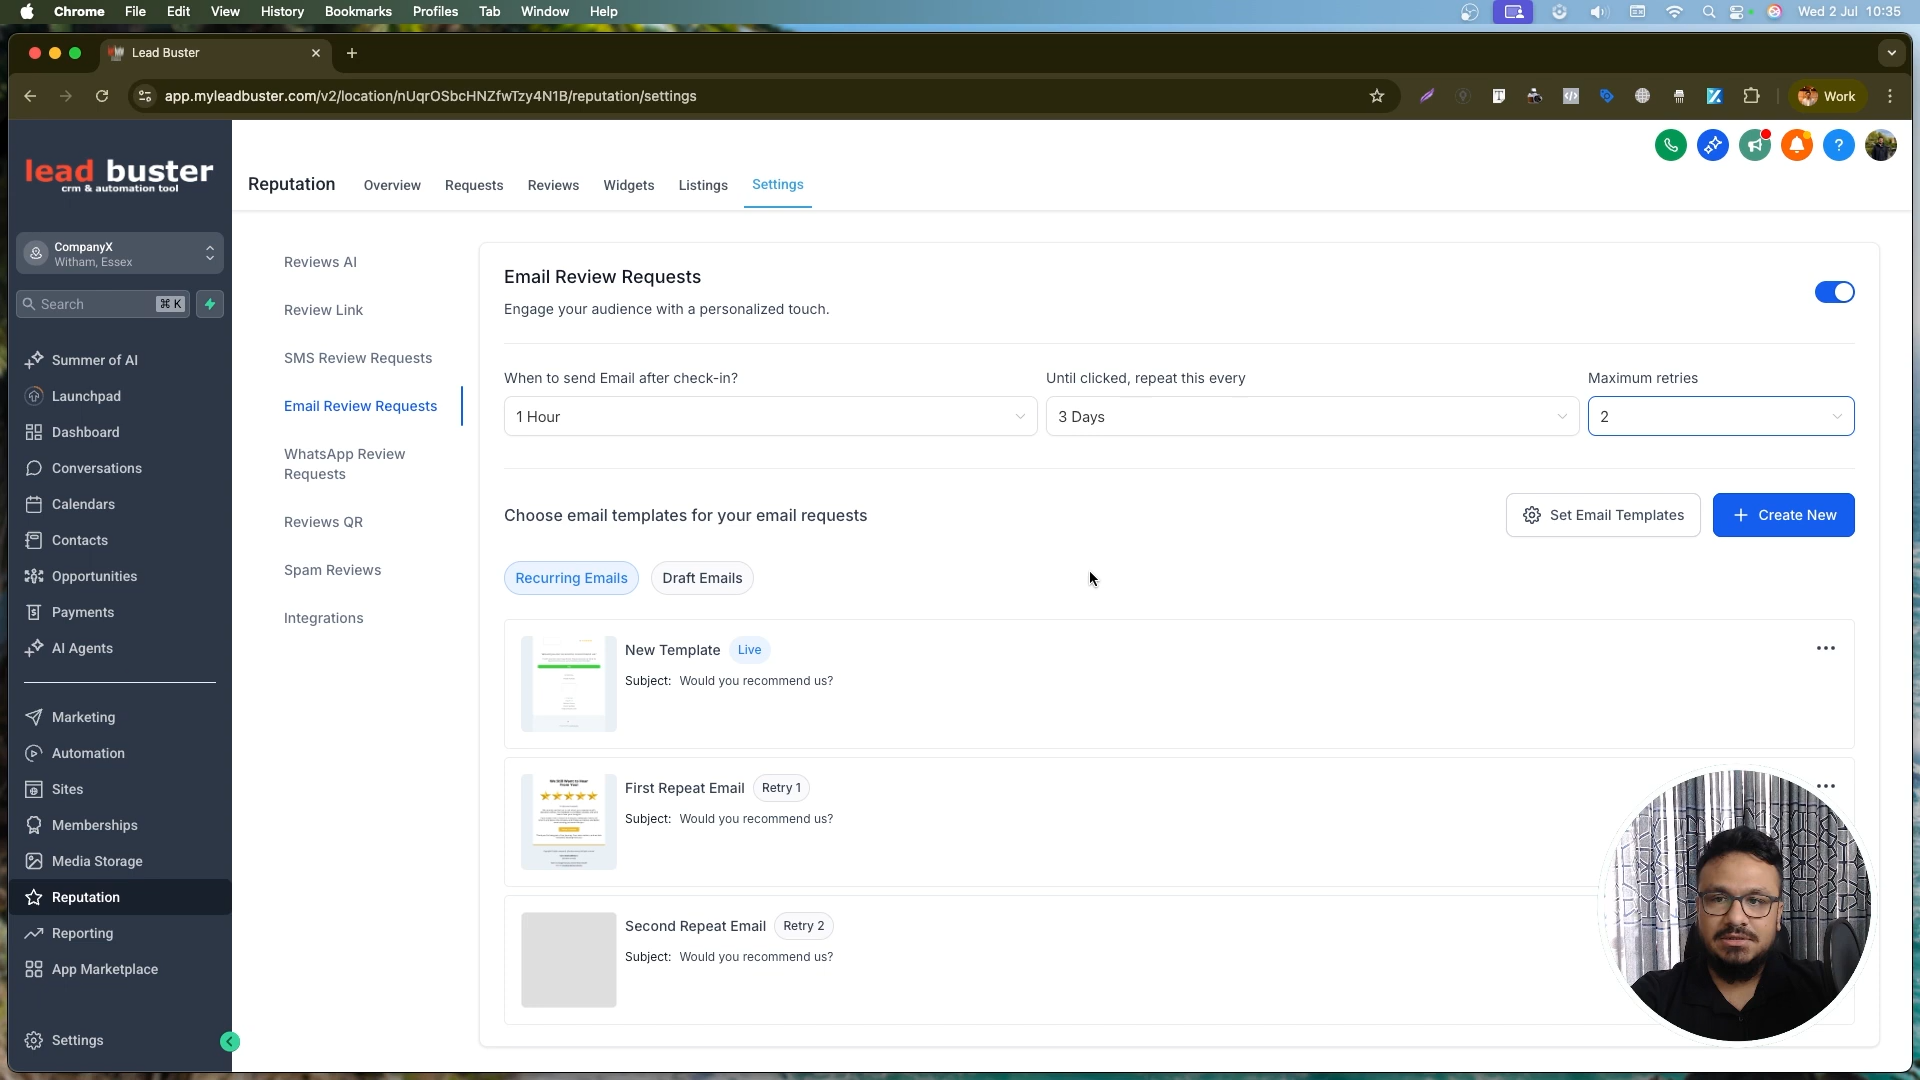 Chrome File Edit View History Bookmarks Profiles Tab Window Help Wed 2 Jul 10:35
Lead Buster
app.myleadbuster.com/v2/location/nUqrOSbcHNZfwTzy4N1B/reputation/settings
Work
lead buster
crm & automation tool
CompanyX
Witham, Essex
Search ⌘ K
Summer of AI
Launchpad
Dashboard
Conversations
Calendars
Contacts
Opportunities
Payments
AI Agents
Marketing
Automation
Sites
Memberships
Media Storage
Reputation
Reporting
App Marketplace
Settings
Reputation Overview Requests Reviews Widgets Listings Settings
Reviews AI
Review Link
SMS Review Requests
Email Review Requests
WhatsApp Review
Requests
Reviews QR
Spam Reviews
Integrations
Email Review Requests
Engage your audience with a personalized touch.
When to send Email after check-in? Until clicked, repeat this every Maximum retries
1 Hour 3 Days 2
Choose email templates for your email requests Set Email Templates + Create New
Recurring Emails Draft Emails
New Template Live
Subject: Would you recommend us?
First Repeat Email Retry 1
Subject: Would you recommend us?
Second Repeat Email Retry 2
Subject: Would you recommend us?